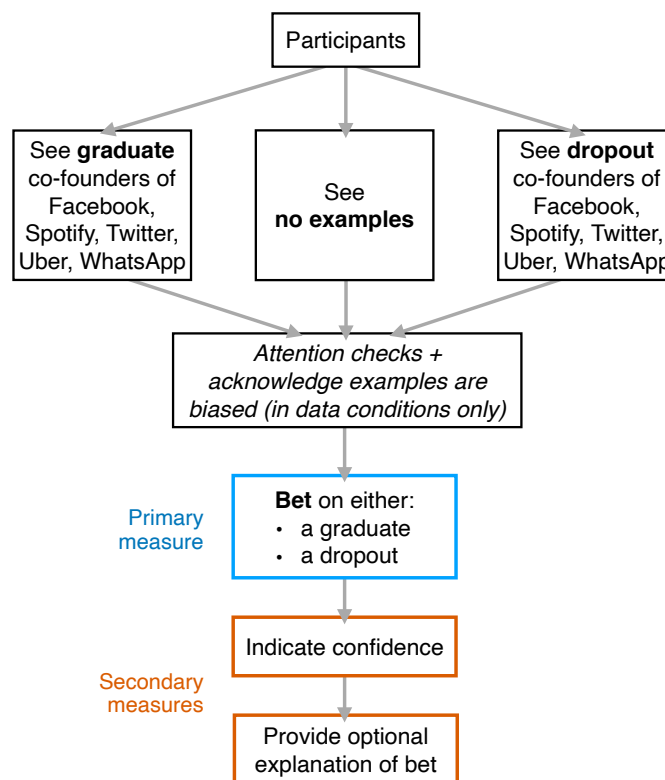 Participants
See graduate
co-founders of
Facebook,
Spotify, Twitter,
Uber, WhatsApp
See
no examples
See dropout
co-founders of
Facebook,
Spotify, Twitter,
Uber, WhatsApp
Attention checks +
acknowledge examples are
biased (in data conditions only)
Primary
measure
Bet on either:
• a graduate
• a dropout
Indicate confidence
Secondary
measures
Provide optional
explanation of bet